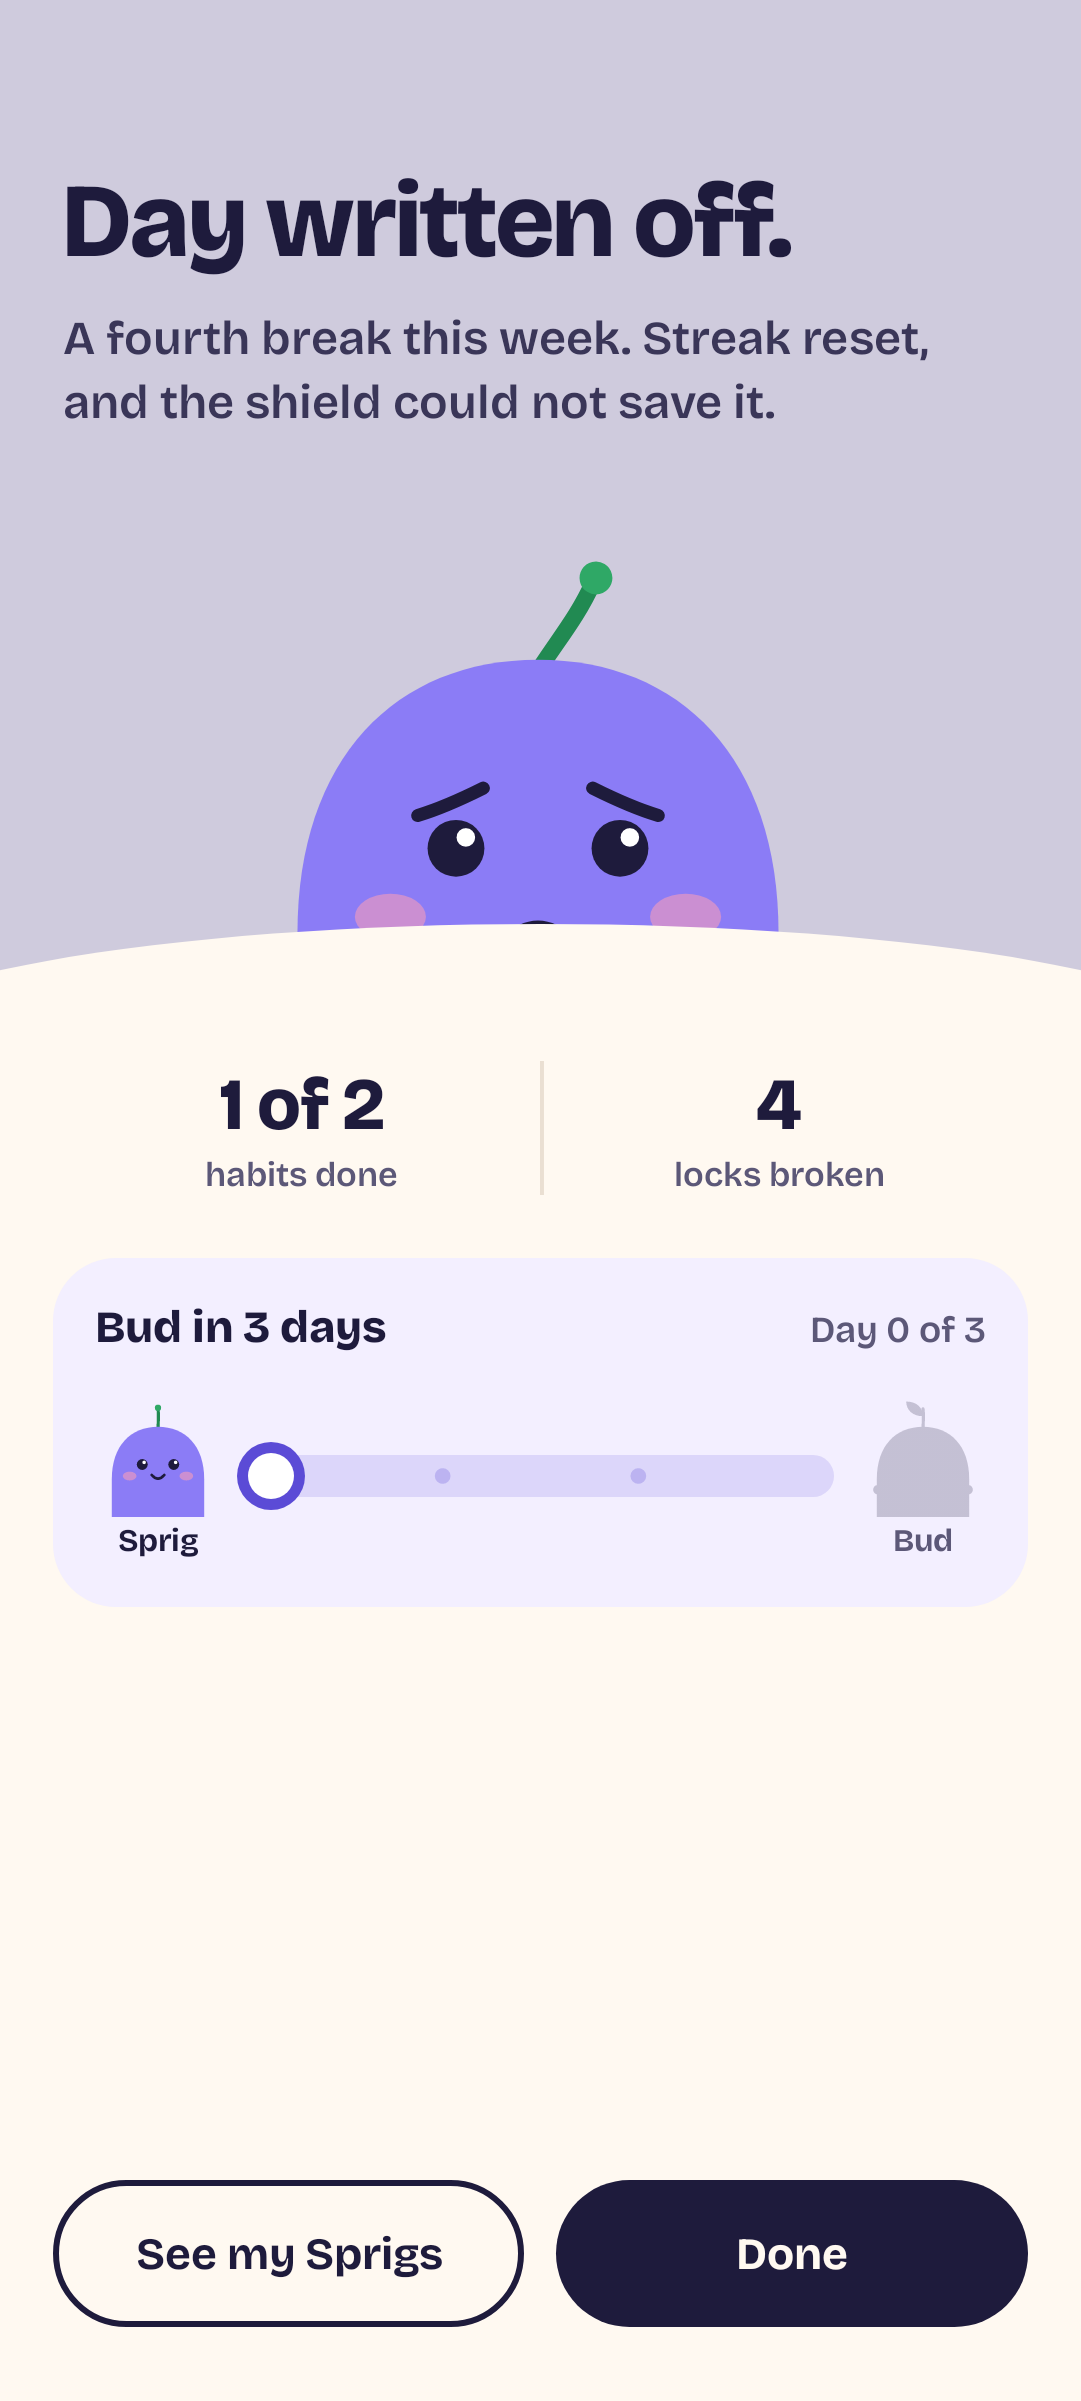 Day written off.
A fourth break this week. Streak reset,
and the shield could not save it.
1 of 2
habits done
4
locks broken
Bud in 3 days
Day 0 of 3
Sprig
Bud
See my Sprigs
Done